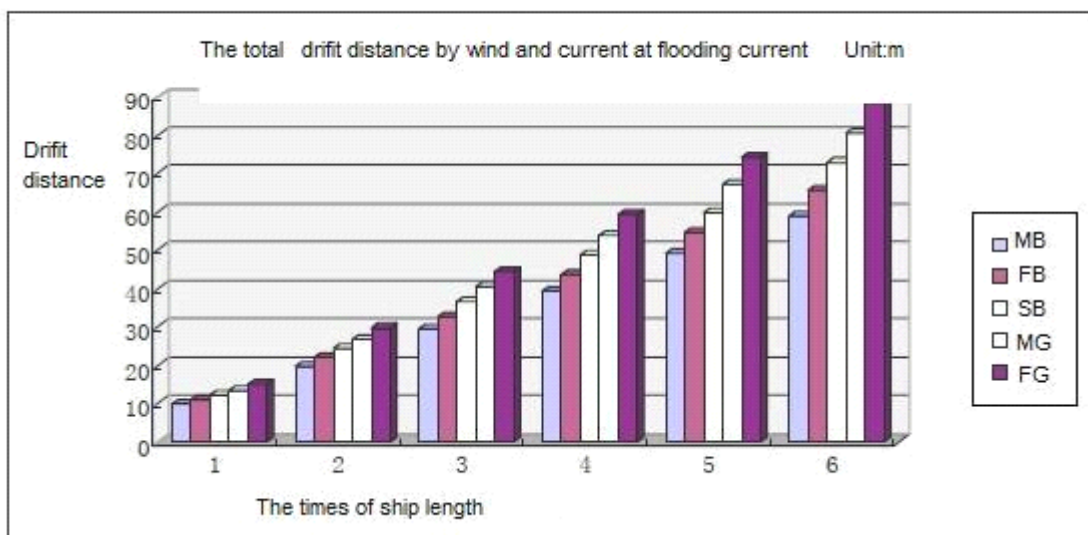 The total drifit distance by wind and current at flooding current Unit:m
Drifit
distance
90
80
70
60
50
40
30
20
10
0
1 2 3 4 5 6
The times of ship length
MB
FB
SB
MG
FG